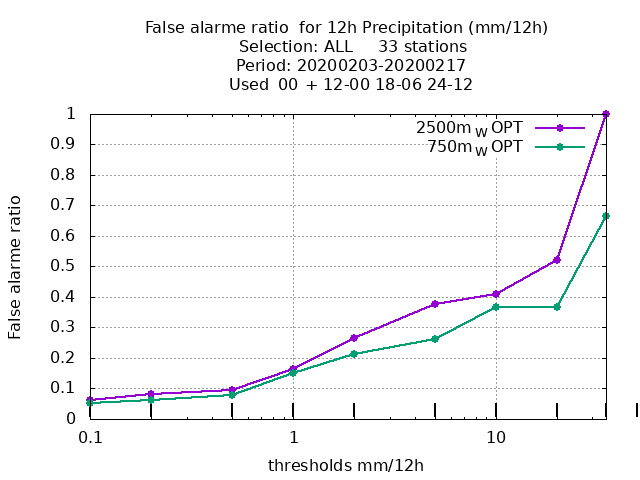 False alarme ratio  for 12h Precipitation (mm/12h)
Selection: ALL     33 stations
Period: 20200203-20200217
Used  00  + 12-00 18-06 24-12
2500m W OPT
750m W OPT
1
0.9
0.8
0.7
0.6
0.5
0.4
0.3
0.2
0.1
0
False alarme ratio
0.1 1 10
thresholds mm/12h